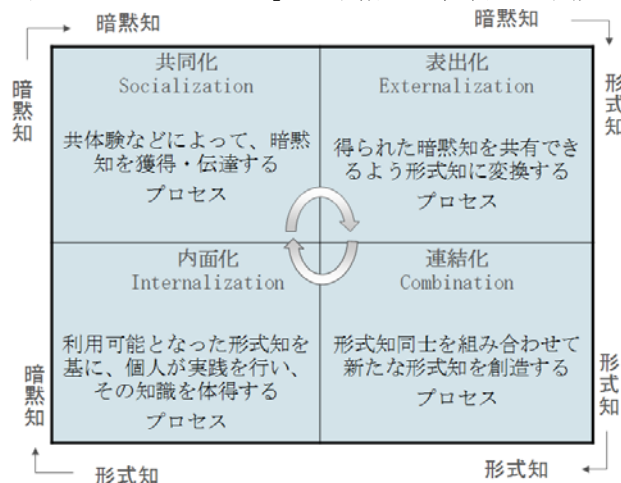 暗黙知
暗黙知
暗黙知
形式知
共同化
Socialization
共体験などによって、暗黙
知を獲得・伝達する
プロセス
表出化
Externalization
得られた暗黙知を共有でき
るよう形式知に変換する
プロセス
内面化
Internalization
利用可能となった形式知を
基に、個人が実践を行い、
その知識を体得する
プロセス
連結化
Combination
形式知同士を組み合わせて
新たな形式知を創造する
プロセス
暗黙知
形式知
形式知
形式知